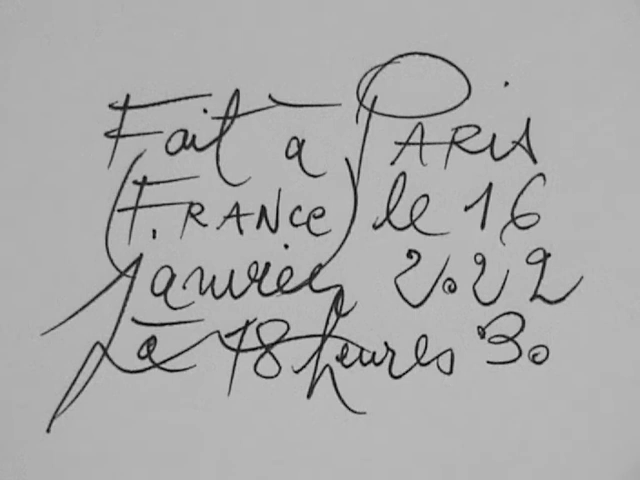 Fait à PARIS
(FRANCE) le 16
Janvier 2022
à 18 heures 30